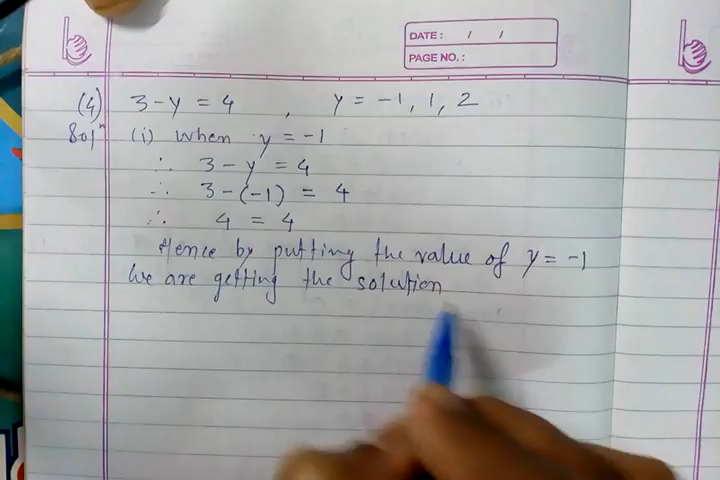 DATE : / /
PAGE NO. :
(4) 3 - y = 4 , y = -1, 1, 2
Solⁿ (i) when y = -1
∴ 3 - y = 4
∴ 3 - (-1) = 4
∴ 4 = 4
Hence by putting the value of y = -1
We are getting the solution